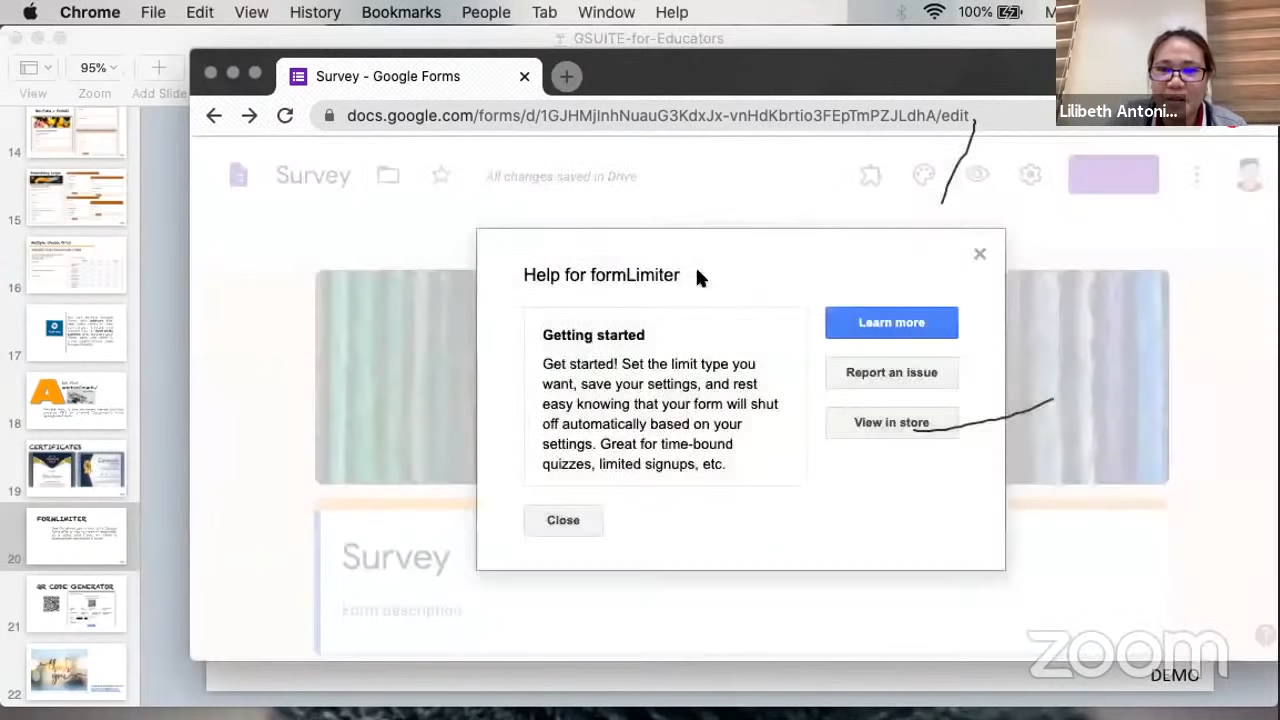 Chrome File Edit View History Bookmarks People Tab Window Help 100%
GSUITE-for-Educators
95%
View Zoom Add Slide
Survey - Google Forms
docs.google.com/forms/d/1GJHMjlnhNuauG3KdxJx-vnHdKbrtio3FEpTmPZJLdhA/edit
Lilibeth Antoni...
Survey All changes saved in Drive
Help for formLimiter
Getting started
Get started! Set the limit type you
want, save your settings, and rest
easy knowing that your form will shut
off automatically based on your
settings. Great for time-bound
quizzes, limited signups, etc.
Learn more
Report an issue
View in store
Close
Survey
Form description
14
15
16
17
18
CERTIFICATES
19
FORMLIMITER
20
QR CODE GENERATOR
21
thank you
22
zoom
DEMO